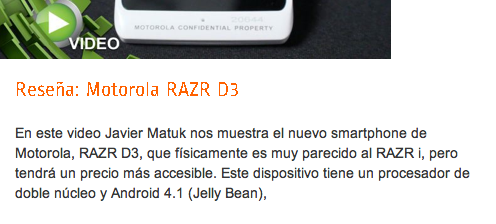 VIDEO
MOTOROLA CONFIDENTIAL PROPERTY
Reseña: Motorola RAZR D3
En este video Javier Matuk nos muestra el nuevo smartphone de
Motorola, RAZR D3, que físicamente es muy parecido al RAZR i, pero
tendrá un precio más accesible. Este dispositivo tiene un procesador de
doble núcleo y Android 4.1 (Jelly Bean),